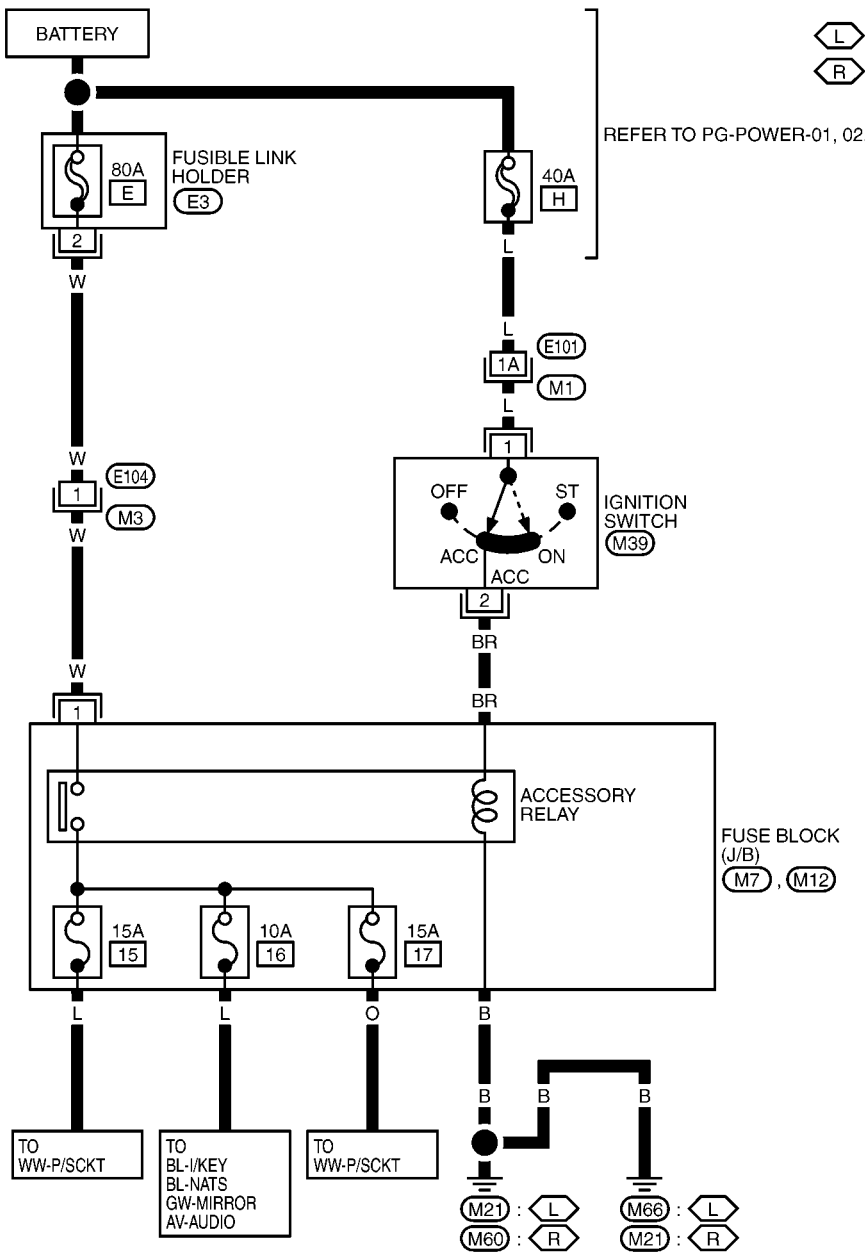 BATTERY
L
R
REFER TO PG-POWER-01, 02.
80A
E
FUSIBLE LINK
HOLDER
E3
2
W
40A
H
L
L
1A
E101
M1
L
1
W
1
E104
M3
W
OFF
ST
ACC
ON
ACC
IGNITION
SWITCH
M39
2
BR
W
BR
1
ACCESSORY
RELAY
FUSE BLOCK
(J/B)
M7 , M12
15A
15
10A
16
15A
17
L
L
O
B
B
B
B
TO
WW-P/SCKT
TO
BL-I/KEY
BL-NATS
GW-MIRROR
AV-AUDIO
TO
WW-P/SCKT
M21 : L
M60 : R
M66 : L
M21 : R